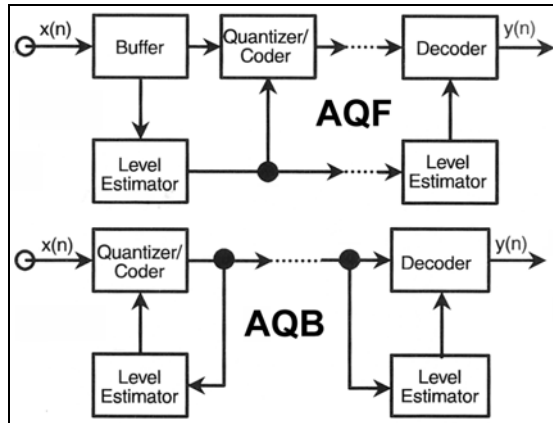 x(n)
Buffer
Quantizer/
Coder
Decoder
y(n)
AQF
Level
Estimator
Level
Estimator
x(n)
Quantizer/
Coder
Decoder
y(n)
AQB
Level
Estimator
Level
Estimator